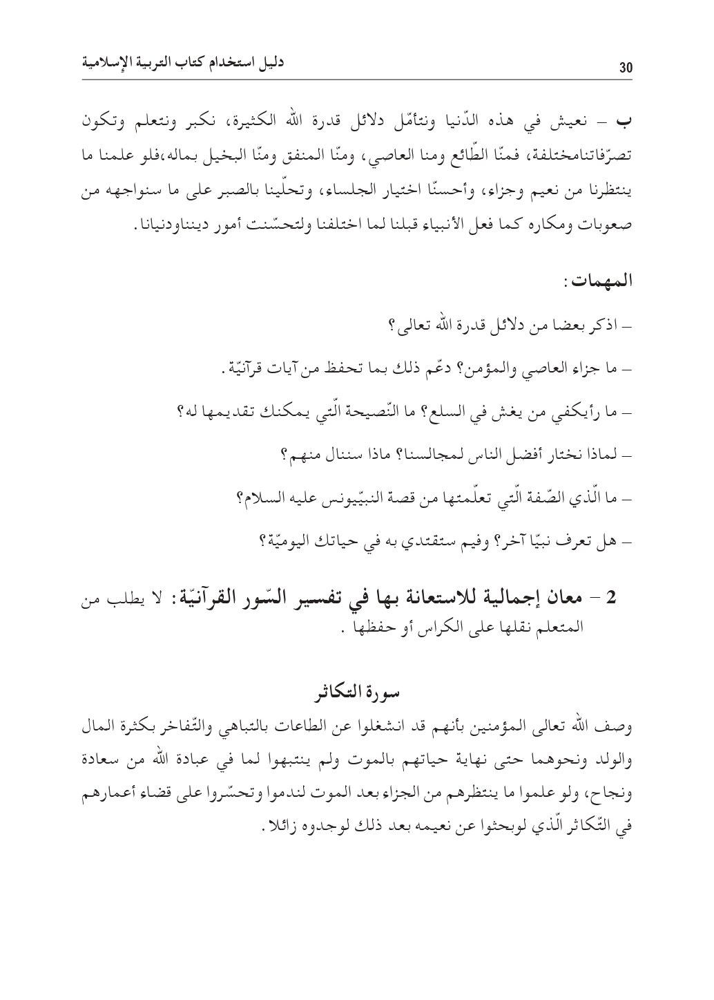 30
دليل استخدام كتاب التربية الإسلامية
ب – نعيش في هذه الدّنيا ونتأمّل دلائل قدرة الله الكثيرة، نكبر ونتعلم وتكون
تصرّفاتنامختلفة، فمنّا الطّائع ومنا العاصي، ومنّا المنفق ومنّا البخيل بماله،فلو علمنا ما
ينتظرنا من نعيم وجزاء، وأحسنّا اختيار الجلساء، وتحلّينا بالصبر على ما سنواجهه من
صعوبات ومكاره كما فعل الأنبياء قبلنا لما اختلفنا ولتحسّنت أمور دينناودنيانا.
المهمات:
– اذكر بعضا من دلائل قدرة الله تعالى؟
– ما جزاء العاصي والمؤمن؟ دعّم ذلك بما تحفظ من آيات قرآنيّة.
– ما رأيكفي من يغش في السلع؟ ما النّصيحة الّتي يمكنك تقديمها له؟
– لماذا نختار أفضل الناس لمجالسنا؟ ماذا سننال منهم؟
– ما الّذي الصّفة الّتي تعلّمتها من قصة النبيّيونس عليه السلام؟
– هل تعرف نبيّا آخر؟ وفيم ستقتدي به في حياتك اليوميّة؟
2 – معان إجمالية للاستعانة بها في تفسير السّور القرآنيّة: لا يطلب من
المتعلم نقلها على الكراس أو حفظها .
سورة التكاثر
وصف الله تعالى المؤمنين بأنهم قد انشغلوا عن الطاعات بالتباهي والتّفاخر بكثرة المال
والولد ونحوهما حتى نهاية حياتهم بالموت ولم ينتبهوا لما في عبادة الله من سعادة
ونجاح، ولو علموا ما ينتظرهم من الجزاء بعد الموت لندموا وتحسّروا على قضاء أعمارهم
في التّكاثر الّذي لوبحثوا عن نعيمه بعد ذلك لوجدوه زائلا.